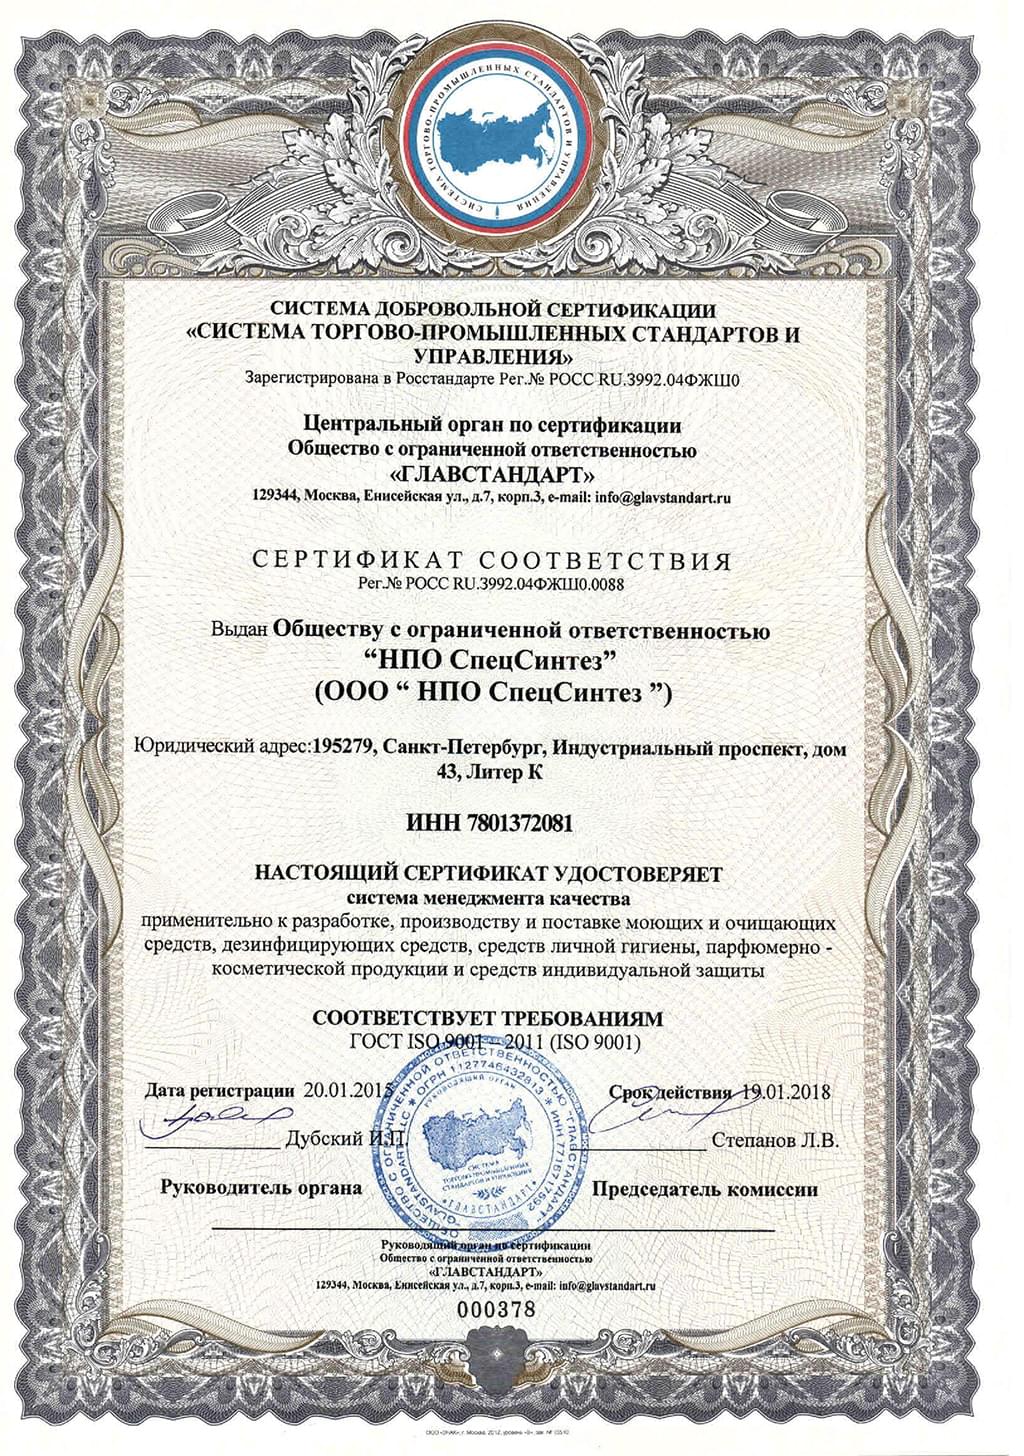 СИСТЕМА ТОРГОВО-ПРОМЫШЛЕННЫХ СТАНДАРТОВ И УПРАВЛЕНИЯ
СИСТЕМА ДОБРОВОЛЬНОЙ СЕРТИФИКАЦИИ
«СИСТЕМА ТОРГОВО-ПРОМЫШЛЕННЫХ СТАНДАРТОВ И
УПРАВЛЕНИЯ»
Зарегистрирована в Росстандарте Рег.№ РОСС RU.3992.04ФЖШ0
Центральный орган по сертификации
Общество с ограниченной ответственностью
«ГЛАВСТАНДАРТ»
129344, Москва, Енисейская ул., д.7, корп.3, e-mail: info@glavstandart.ru
СЕРТИФИКАТ СООТВЕТСТВИЯ
Рег.№ РОСС RU.3992.04ФЖШ0.0088
Выдан Обществу с ограниченной ответственностью
“НПО СпецСинтез”
(ООО “ НПО СпецСинтез ”)
Юридический адрес:195279, Санкт-Петербург, Индустриальный проспект, дом
43, Литер К
ИНН 7801372081
НАСТОЯЩИЙ СЕРТИФИКАТ УДОСТОВЕРЯЕТ
система менеджмента качества
применительно к разработке, производству и поставке моющих и очищающих
средств, дезинфицирующих средств, средств личной гигиены, парфюмерно -
косметической продукции и средств индивидуальной защиты
СООТВЕТСТВУЕТ ТРЕБОВАНИЯМ
ГОСТ ISO 9001 – 2011 (ISO 9001)
Дата регистрации 20.01.2015 Срок действия 19.01.2018
Дубский И.П. Степанов Л.В.
Руководитель органа Председатель комиссии
ОБЩЕСТВО С ОГРАНИЧЕННОЙ ОТВЕТСТВЕННОСТЬЮ "ГЛАВСТАНДАРТ"
"GLAVSTANDART" LLC * ОГРН 1127746432813 * ИНН 7716717592
РУКОВОДЯЩИЙ ОРГАН
СИСТЕМА
ТОРГОВО-ПРОМЫШЛЕННЫХ
СТАНДАРТОВ И УПРАВЛЕНИЯ
*ГЛАВСТАНДАРТ*
Руководящий орган по сертификации
Общество с ограниченной ответственностью
«ГЛАВСТАНДАРТ»
129344, Москва, Енисейская ул., д.7, корп.3, e-mail: info@glavstandart.ru
000378